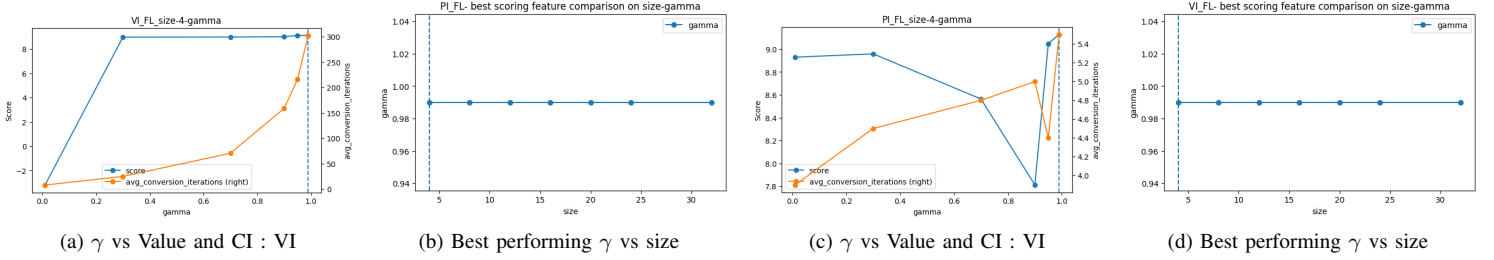 VI_FL_size-4-gamma
8
6
4
2
0
−2
Score
300
250
200
150
100
50
0
avg_conversion_iterations
score
avg_conversion_iterations (right)
0.0 0.2 0.4 0.6 0.8 1.0
gamma
(a) γ vs Value and CI : VI
PI_FL- best scoring feature comparison on size-gamma
1.04
1.02
1.00
0.98
0.96
0.94
gamma
gamma
5 10 15 20 25 30
size
(b) Best performing γ vs size
PI_FL_size-4-gamma
9.0
8.8
8.6
8.4
8.2
8.0
7.8
Score
5.4
5.2
5.0
4.8
4.6
4.4
4.2
4.0
avg_conversion_iterations
score
avg_conversion_iterations (right)
0.0 0.2 0.4 0.6 0.8 1.0
gamma
(c) γ vs Value and CI : VI
VI_FL- best scoring feature comparison on size-gamma
1.04
1.02
1.00
0.98
0.96
0.94
gamma
gamma
5 10 15 20 25 30
size
(d) Best performing γ vs size